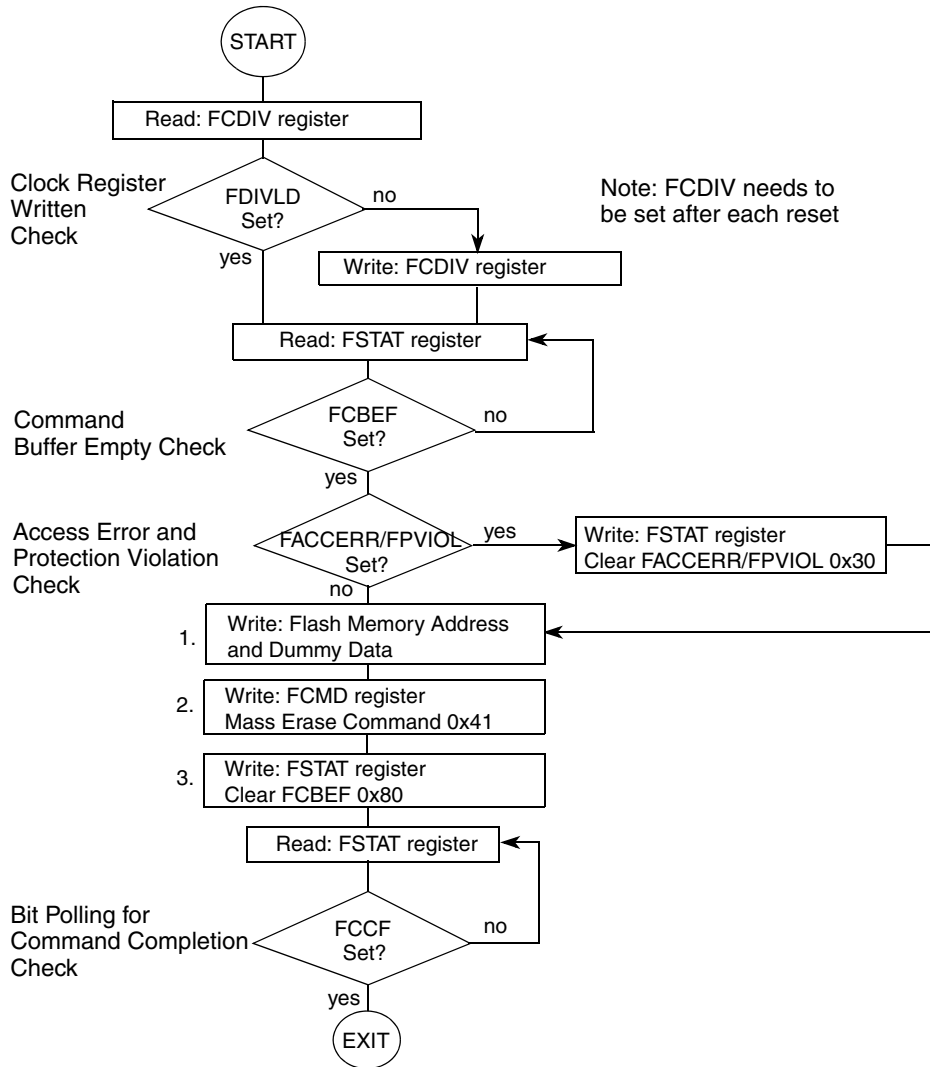 START
Read: FCDIV register
Clock Register
Written
Check
FDIVLD
Set?
no
yes
Note: FCDIV needs to
be set after each reset
Write: FCDIV register
Read: FSTAT register
Command
Buffer Empty Check
FCBEF
Set?
no
yes
Access Error and
Protection Violation
Check
FACCERR/FPVIOL
Set?
yes
no
Write: FSTAT register
Clear FACCERR/FPVIOL 0x30
1.
Write: Flash Memory Address
and Dummy Data
2.
Write: FCMD register
Mass Erase Command 0x41
3.
Write: FSTAT register
Clear FCBEF 0x80
Read: FSTAT register
Bit Polling for
Command Completion
Check
FCCF
Set?
no
yes
EXIT